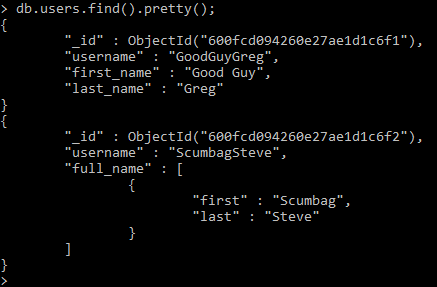 > db.users.find().pretty();
{
        "_id" : ObjectId("600fcd094260e27ae1d1c6f1"),
        "username" : "GoodGuyGreg",
        "first_name" : "Good Guy",
        "last_name" : "Greg"
}
{
        "_id" : ObjectId("600fcd094260e27ae1d1c6f2"),
        "username" : "ScumbagSteve",
        "full_name" : [
                {
                        "first" : "Scumbag",
                        "last" : "Steve"
                }
        ]
}
>